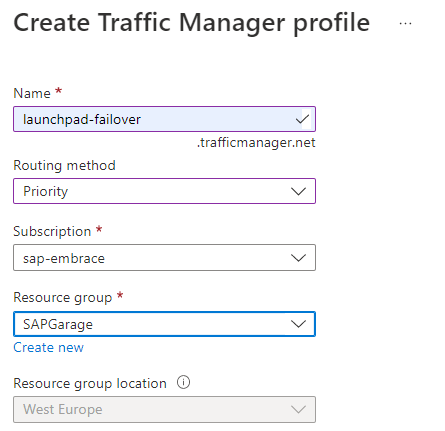 Create Traffic Manager profile ...
Name *
launchpad-failover
.trafficmanager.net
Routing method
Priority
Subscription *
sap-embrace
Resource group *
SAPGarage
Create new
Resource group location
West Europe